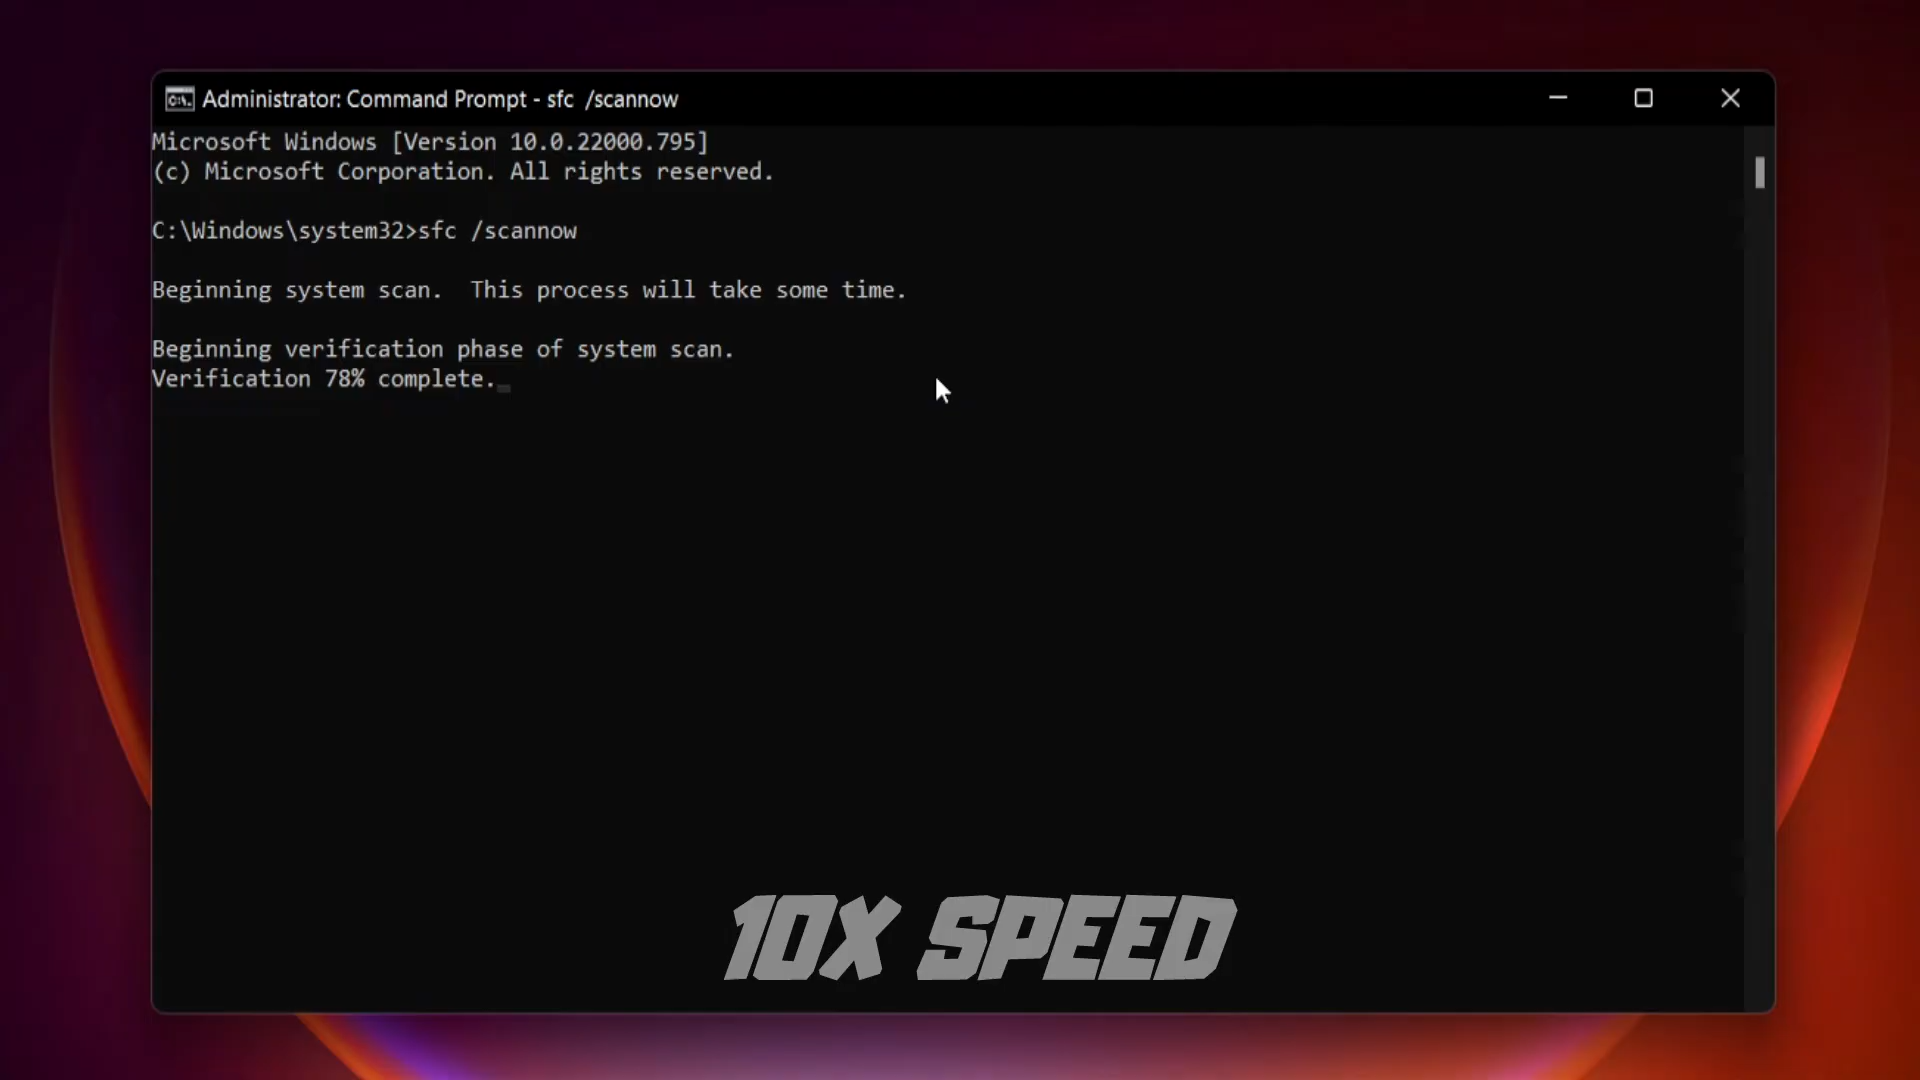 Administrator: Command Prompt - sfc  /scannow
Microsoft Windows [Version 10.0.22000.795]
(c) Microsoft Corporation. All rights reserved.
C:\Windows\system32>sfc /scannow
Beginning system scan.  This process will take some time.
Beginning verification phase of system scan.
Verification 78% complete.
10X SPEED